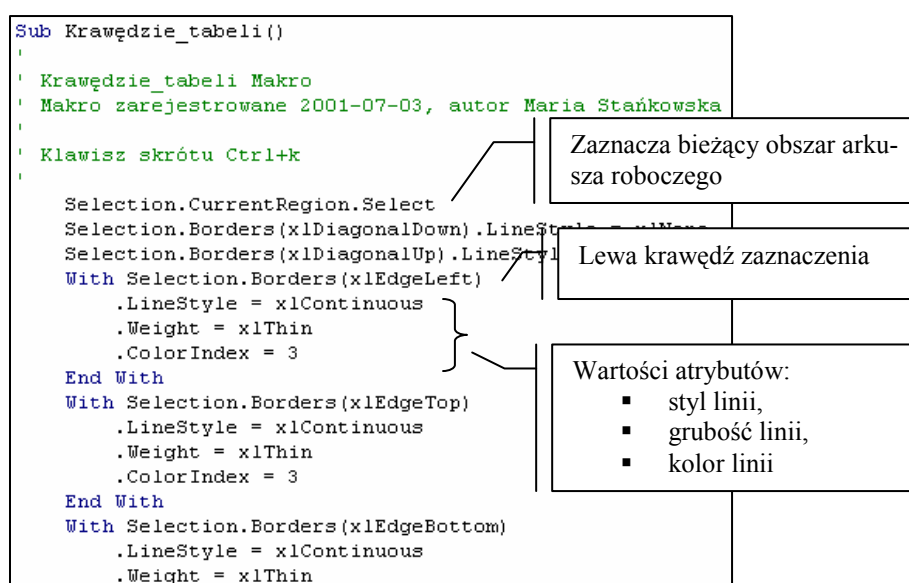 Sub Krawędzie_tabeli()
'
' Krawędzie_tabeli Makro
' Makro zarejestrowane 2001-07-03, autor Maria Stańkowska
'
' Klawisz skrótu Ctrl+k
'
Selection.CurrentRegion.Select
Selection.Borders(xlDiagonalDown).LineStyle = xlNone
Selection.Borders(xlDiagonalUp).LineStyl
With Selection.Borders(xlEdgeLeft)
.LineStyle = xlContinuous
.Weight = xlThin
.ColorIndex = 3
End With
With Selection.Borders(xlEdgeTop)
.LineStyle = xlContinuous
.Weight = xlThin
.ColorIndex = 3
End With
With Selection.Borders(xlEdgeBottom)
.LineStyle = xlContinuous
.Weight = xlThin
Zaznacza bieżący obszar arku-
sza roboczego
Lewa krawędź zaznaczenia
Wartości atrybutów:
▪ styl linii,
▪ grubość linii,
▪ kolor linii